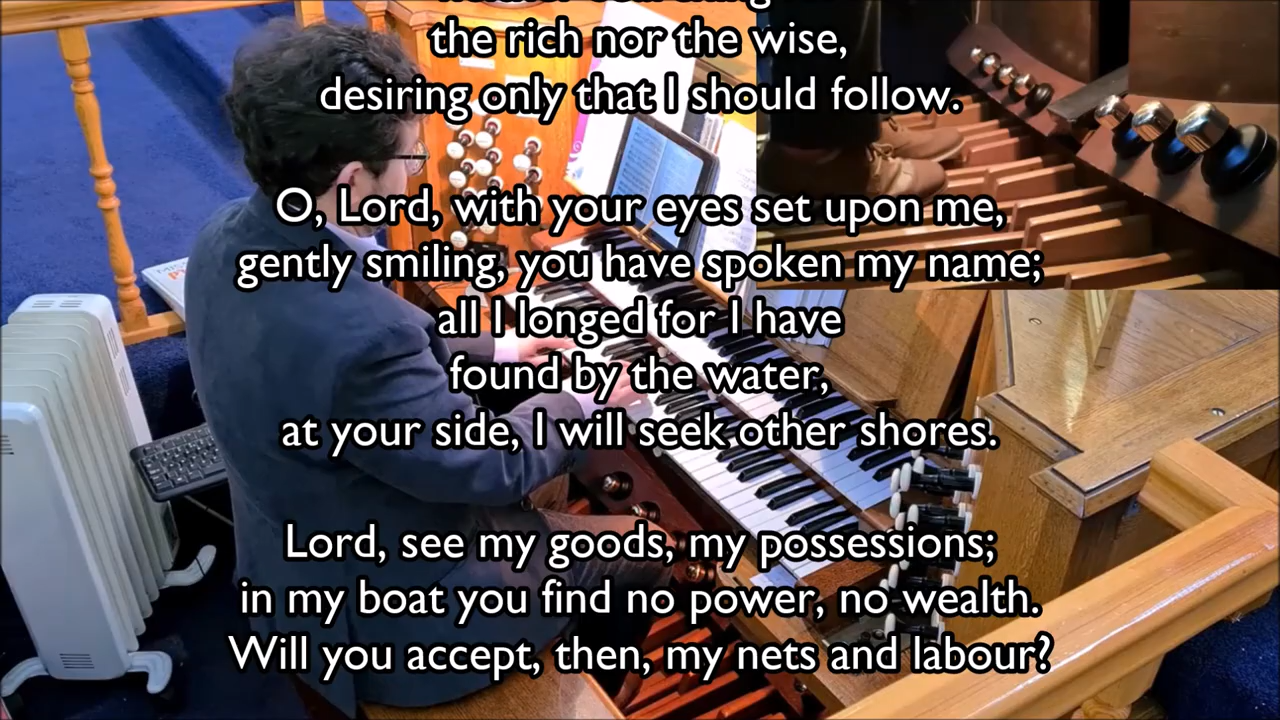 the rich nor the wise,
desiring only that I should follow.
O, Lord, with your eyes set upon me,
gently smiling, you have spoken my name;
all I longed for I have
found by the water,
at your side, I will seek other shores.
Lord, see my goods, my possessions;
in my boat you find no power, no wealth.
Will you accept, then, my nets and labour?